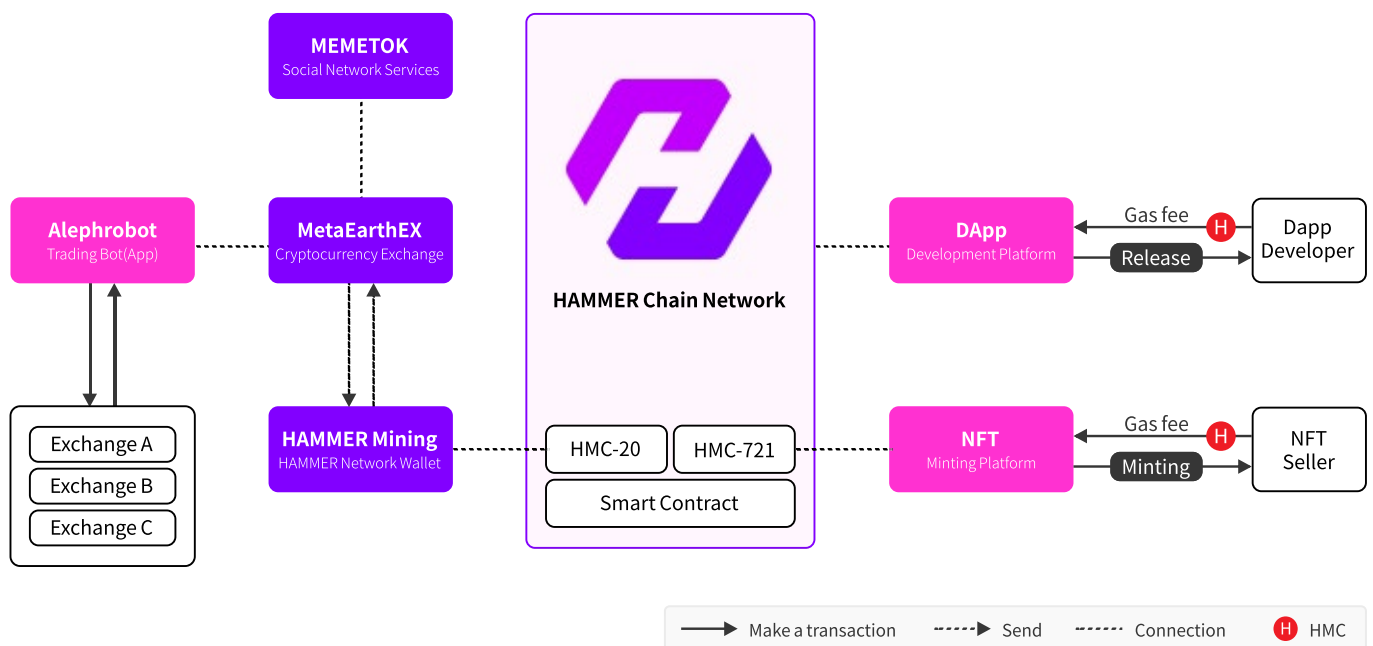 MEMETOK
Social Network Services
Alephrobot
Trading Bot(App)
MetaEarthEX
Cryptocurrency Exchange
HAMMER Chain Network
DApp
Development Platform
Gas fee
H
Release
Dapp
Developer
Exchange A
Exchange B
Exchange C
HAMMER Mining
HAMMER Network Wallet
HMC-20
HMC-721
Smart Contract
NFT
Minting Platform
Gas fee
H
Minting
NFT
Seller
Make a transaction
Send
Connection
H
HMC